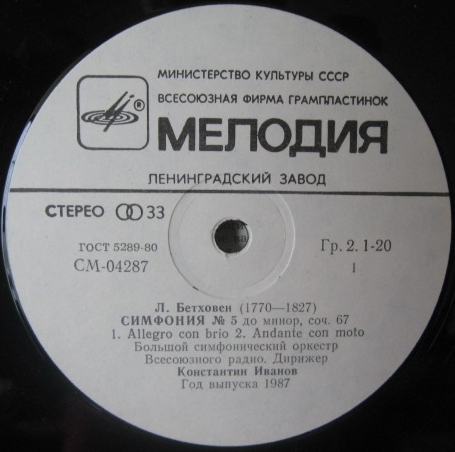 МИНИСТЕРСТВО КУЛЬТУРЫ СССР
ВСЕСОЮЗНАЯ ФИРМА ГРАМПЛАСТИНОК
®
МЕЛОДИЯ
ЛЕНИНГРАДСКИЙ ЗАВОД
СТЕРЕО 33
ГОСТ 5289-80
СМ-04287
Гр. 2. 1-20
1
Л. Бетховен (1770—1827)
СИМФОНИЯ № 5 до минор, соч. 67
1. Allegro con brio 2. Andante con moto
Большой симфонический оркестр
Всесоюзного радио. Дирижер
Константин Иванов
Год выпуска 1987